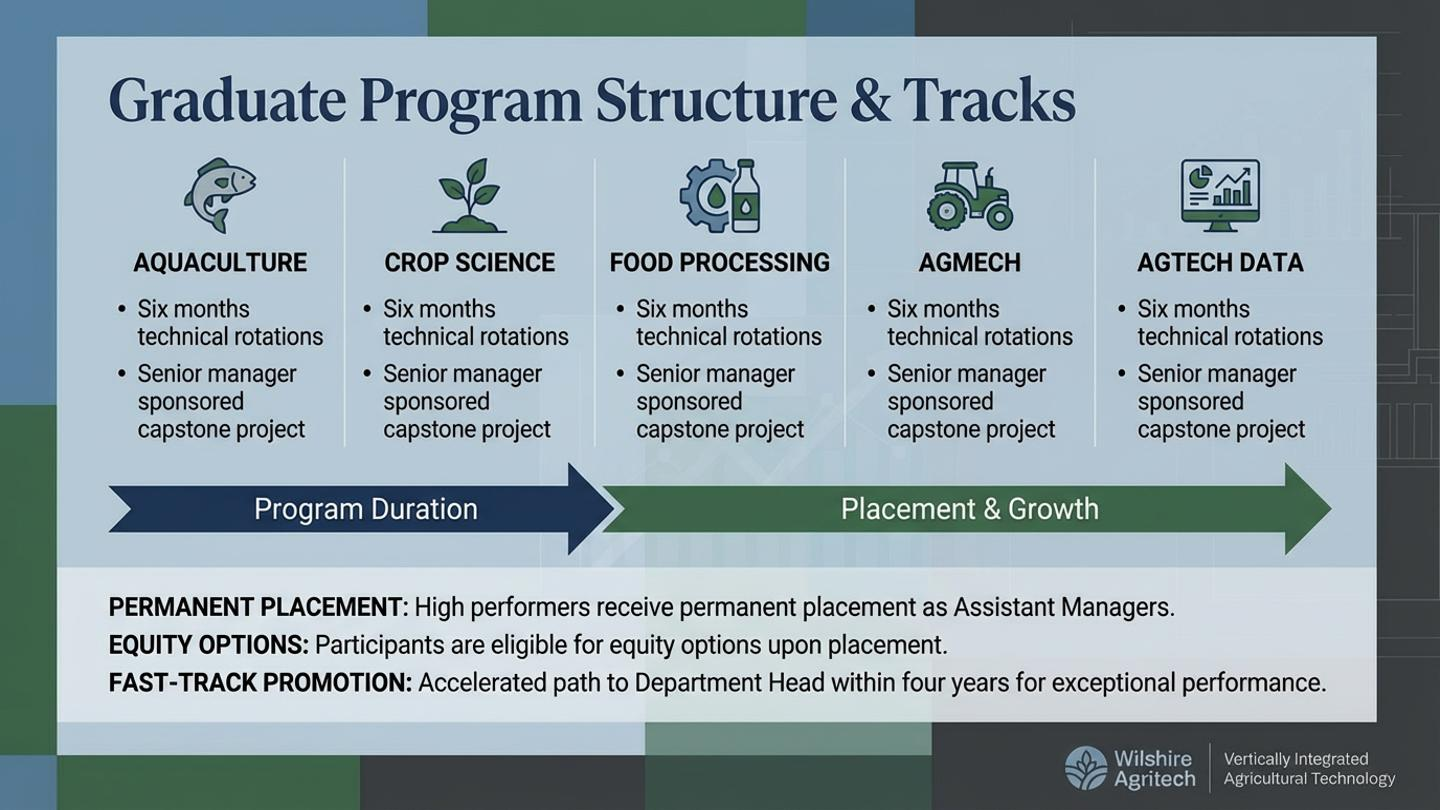 Graduate Program Structure & Tracks
AQUACULTURE
• Six months
technical rotations
• Senior manager
sponsored
capstone project
CROP SCIENCE
• Six months
technical rotations
• Senior manager
sponsored
capstone project
FOOD PROCESSING
• Six months
technical rotations
• Senior manager
sponsored
capstone project
AGMECH
• Six months
technical rotations
• Senior manager
sponsored
capstone project
AGTECH DATA
• Six months
technical rotations
• Senior manager
sponsored
capstone project
Program Duration
Placement & Growth
PERMANENT PLACEMENT: High performers receive permanent placement as Assistant Managers.
EQUITY OPTIONS: Participants are eligible for equity options upon placement.
FAST-TRACK PROMOTION: Accelerated path to Department Head within four years for exceptional performance.
Wilshire
Agritech
Vertically Integrated
Agricultural Technology